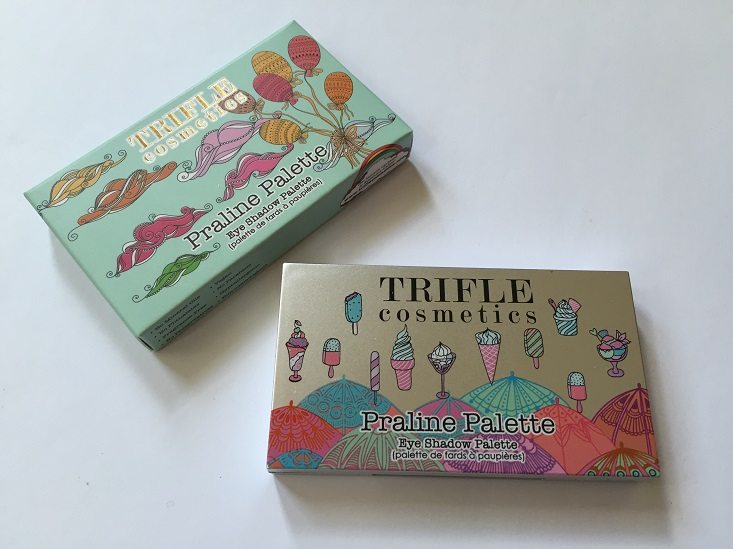 TRIFLE
cosmetics
Praline Palette
Eye Shadow Palette
(palette de fards à paupières)
TRIFLE
cosmetics
Praline Palette
Eye Shadow Palette
(palette de fards à paupières)